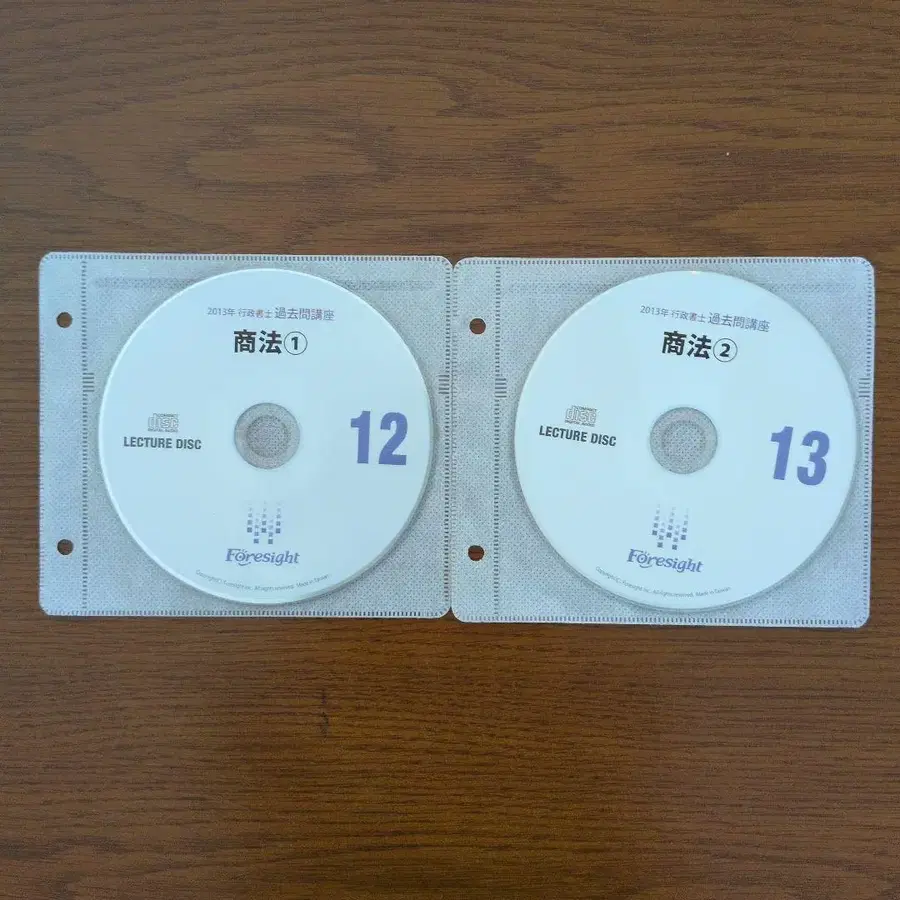 2013年 行政書士 過去問講座
商法①
disc
LECTURE DISC
12
Foresight
2013年 行政書士 過去問講座
商法②
disc
LECTURE DISC
13
Foresight